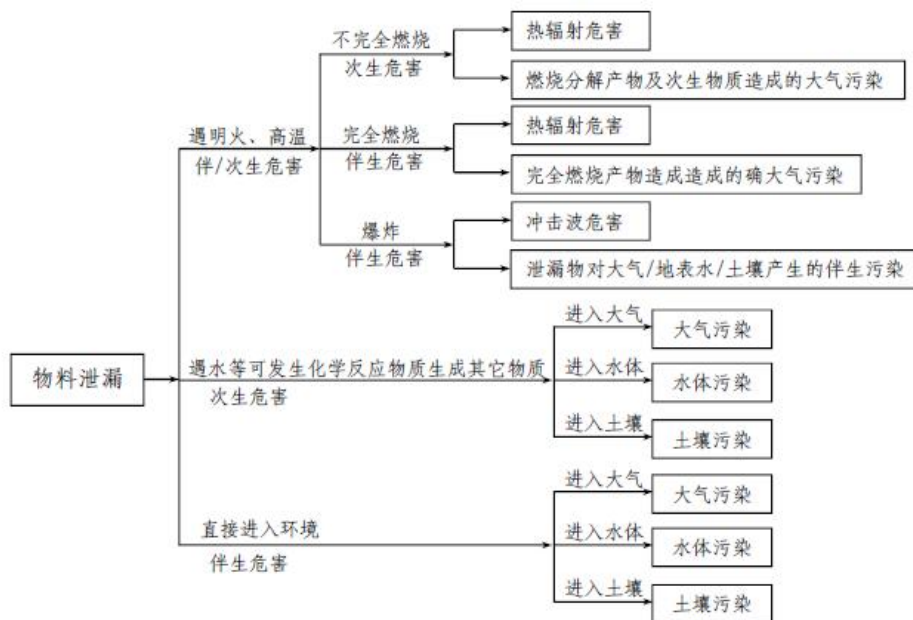 不完全燃烧
次生危害
热辐射危害
燃烧分解产物及次生物质造成的大气污染
遇明火、高温
伴/次生危害
完全燃烧
伴生危害
热辐射危害
完全燃烧产物造成造成的确大气污染
爆炸
伴生危害
冲击波危害
泄漏物对大气/地表水/土壤产生的伴生污染
物料泄漏
遇水等可发生化学反应物质生成其它物质
次生危害
进入大气
大气污染
进入水体
水体污染
进入土壤
土壤污染
直接进入环境
伴生危害
进入大气
大气污染
进入水体
水体污染
进入土壤
土壤污染